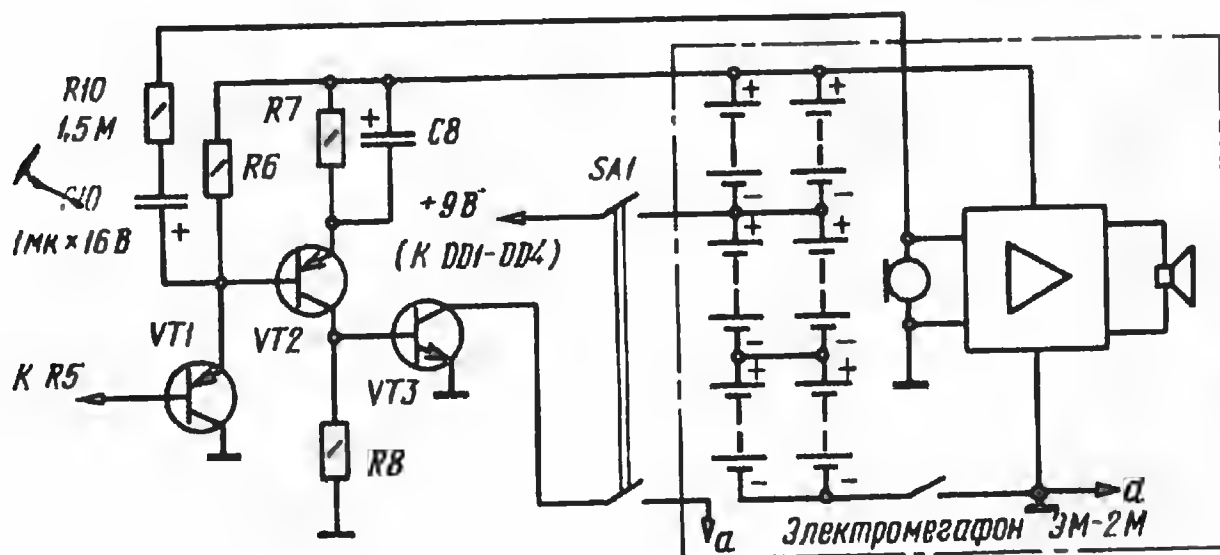 R10
1,5 М
R6
R7
C8
С10
1мк × 16 В
+9 В
(К DD1-DD4)
SA1
VT1
VT2
VT3
К R5
R8
а
а
Электромегафон ЭМ-2М
+
+
+
+
+
+
+
+
-
-
-
-
-
-